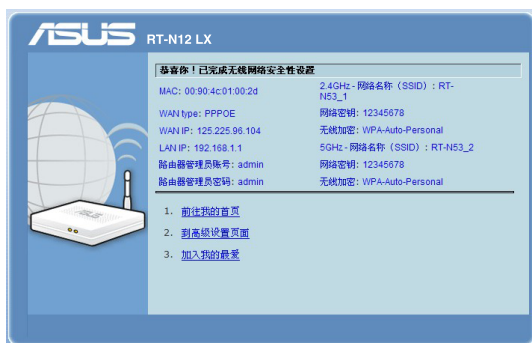 ASUS RT-N12 LX
恭喜你！已完成无线网络安全性设置
MAC: 00:90:4c:01:00:2d
2.4GHz - 网络名称（SSID）: RT-N53_1
WAN type: PPPOE
网络密钥: 12345678
WAN IP: 125.225.96.104
无线加密: WPA-Auto-Personal
LAN IP: 192.168.1.1
5GHz - 网络名称（SSID）: RT-N53_2
路由器管理员账号: admin
网路密钥: 12345678
路由器管理员密码: admin
无线加密: WPA-Auto-Personal
1. 前往我的首页
2. 到高级设置页面
3. 加入我的最爱